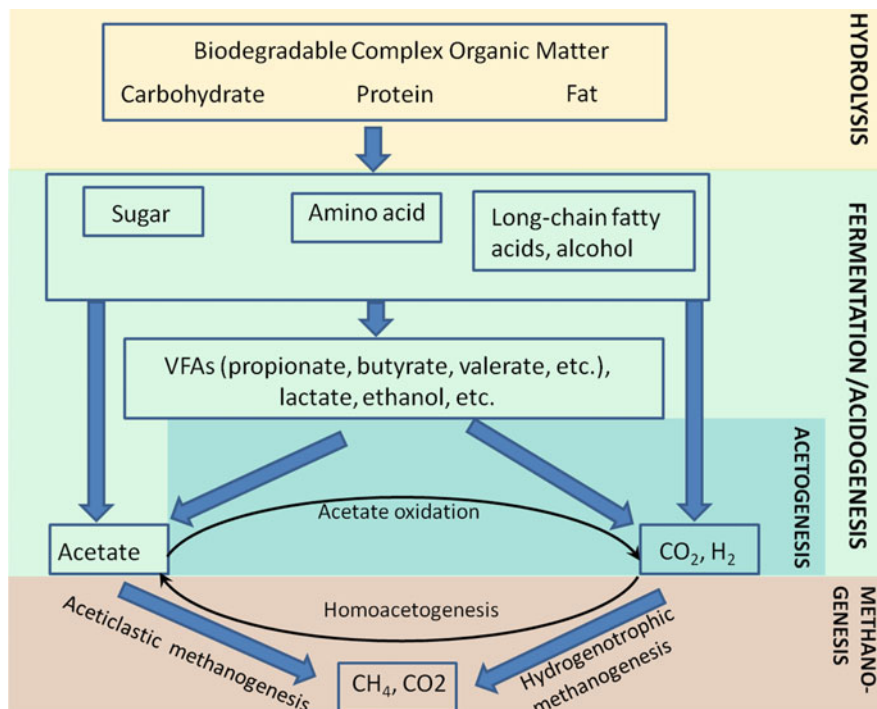 Biodegradable Complex Organic Matter
Carbohydrate Protein Fat
HYDROLYSIS
Sugar
Amino acid
Long-chain fatty
acids, alcohol
FERMENTATION /ACIDOGENESIS
VFAs (propionate, butyrate, valerate, etc.),
lactate, ethanol, etc.
ACETOGENESIS
Acetate oxidation
Acetate
CO₂, H₂
Homoacetogenesis
Aceticlastic methanogenesis
Hydrogenotrophic
methanogenesis
CH₄, CO2
METHANO-
GENESIS